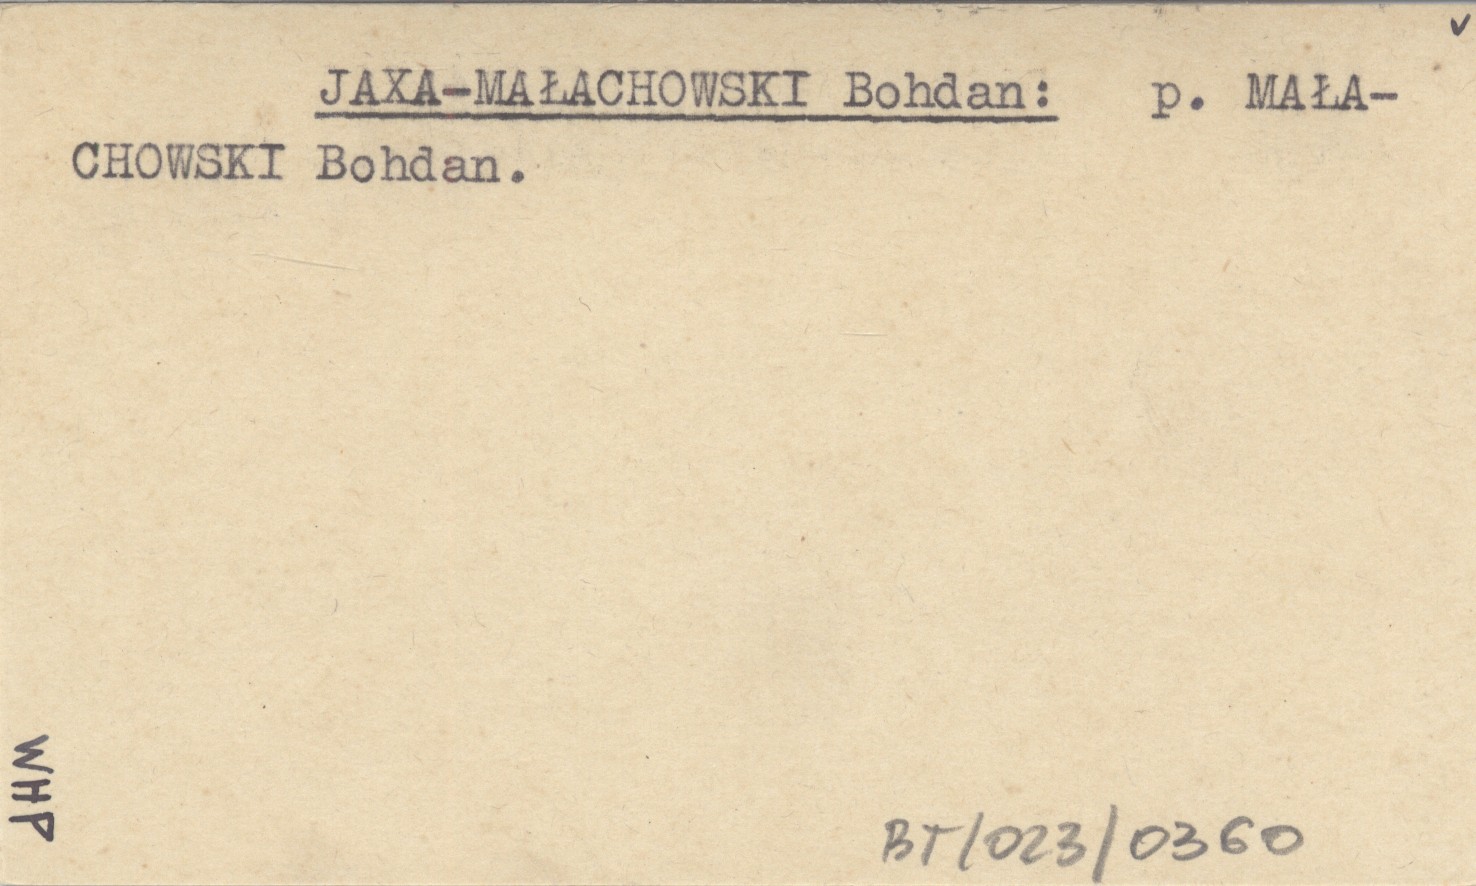 JAXA-MAŁACHOWSKI Bohdan: p. MAŁA-
CHOWSKI Bohdan.
WHP
BT/023/0360